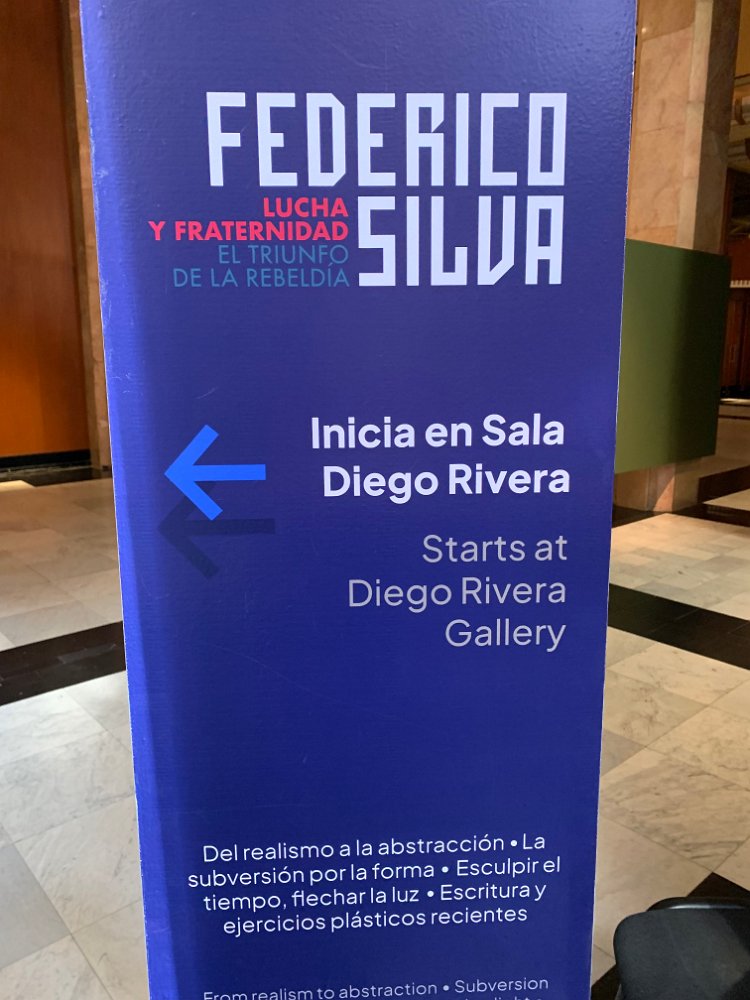 FEDERICO
SILVA
LUCHA
Y FRATERNIDAD
EL TRIUNFO
DE LA REBELDÍA
Inicia en Sala
Diego Rivera
Starts at
Diego Rivera
Gallery
Del realismo a la abstracción • La
subversión por la forma • Esculpir el
tiempo, flechar la luz • Escritura y
ejercicios plásticos recientes
From realism to abstraction • Subversion